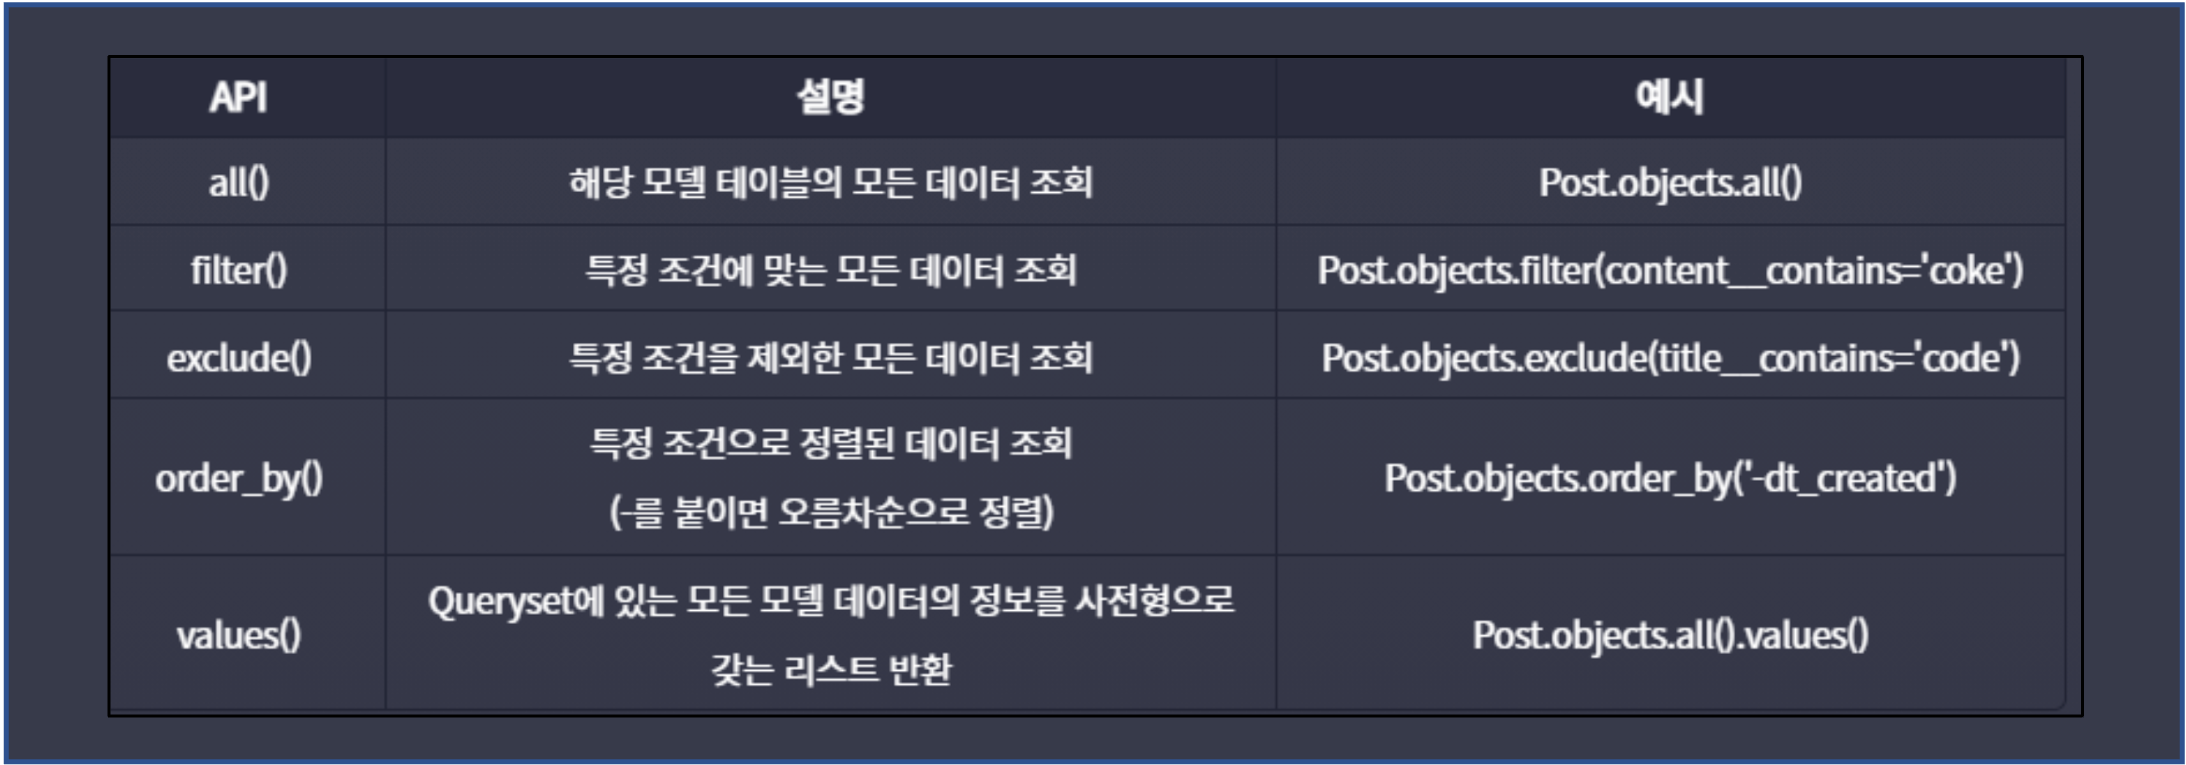 API 설명 예시
all() 해당 모델 테이블의 모든 데이터 조회 Post.objects.all()
filter() 특정 조건에 맞는 모든 데이터 조회 Post.objects.filter(content__contains='coke')
exclude() 특정 조건을 제외한 모든 데이터 조회 Post.objects.exclude(title__contains='code')
order_by() 특정 조건으로 정렬된 데이터 조회
(-를 붙이면 오름차순으로 정렬) Post.objects.order_by('-dt_created')
values() Queryset에 있는 모든 모델 데이터의 정보를 사전형으로
갖는 리스트 반환 Post.objects.all().values()